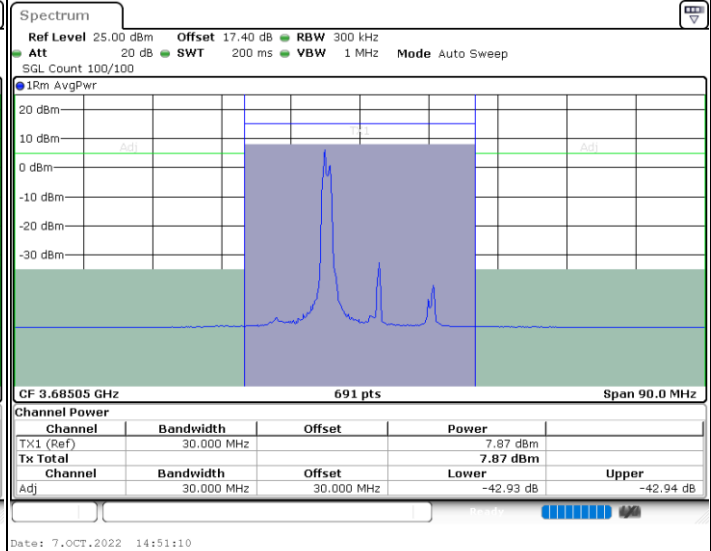 Spectrum
Ref Level 25.00 dBm Offset 17.40 dB RBW 300 kHz
Att 20 dB SWT 200 ms VBW 1 MHz Mode Auto Sweep
SGL Count 100/100
1Rm AvgPwr
20 dBm
TX1
10 dBm
Adj Adj
0 dBm
-10 dBm
-20 dBm
-30 dBm
CF 3.68505 GHz 691 pts Span 90.0 MHz
Channel Power
Channel Bandwidth Offset Power
TX1 (Ref) 30.000 MHz 7.87 dBm
Tx Total 7.87 dBm
Channel Bandwidth Offset Lower Upper
Adj 30.000 MHz 30.000 MHz -42.93 dB -42.94 dB
Ready
Date: 7.OCT.2022 14:51:10